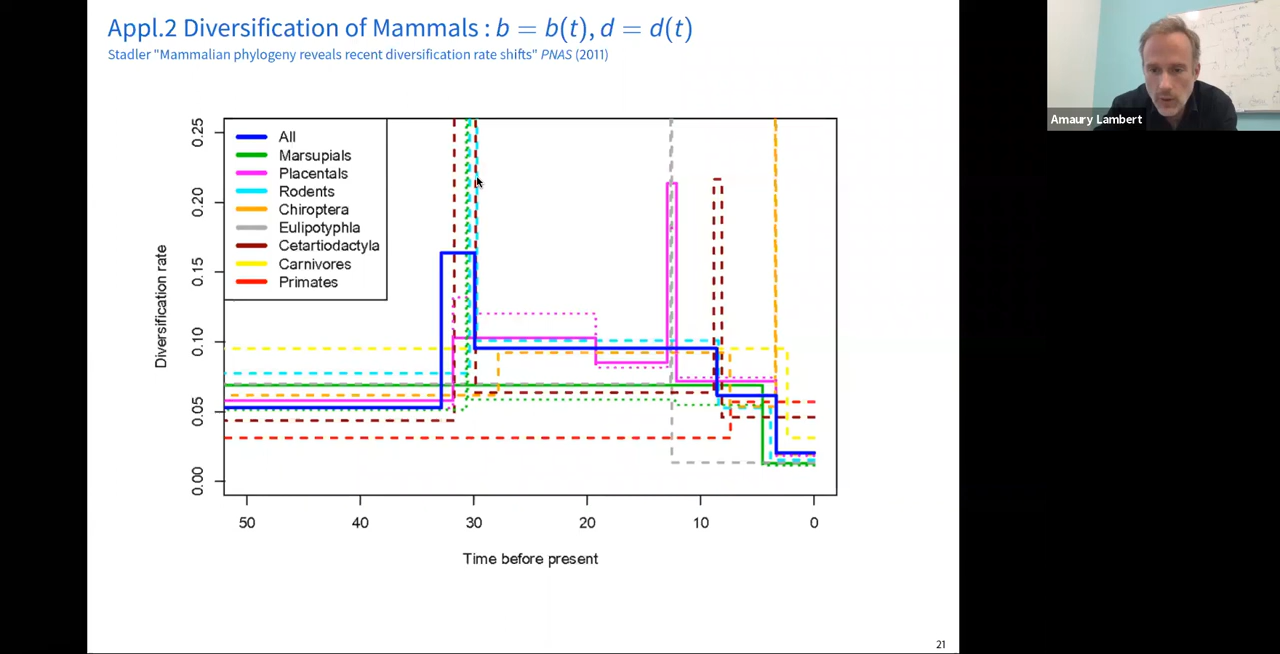 Appl.2 Diversification of Mammals : b = b(t), d = d(t)
Stadler "Mammalian phylogeny reveals recent diversification rate shifts" PNAS (2011)
Amaury Lambert
All
Marsupials
Placentals
Rodents
Chiroptera
Eulipotyphla
Cetartiodactyla
Carnivores
Primates
Diversification rate
0.25
0.20
0.15
0.10
0.05
0.00
50 40 30 20 10 0
Time before present
21